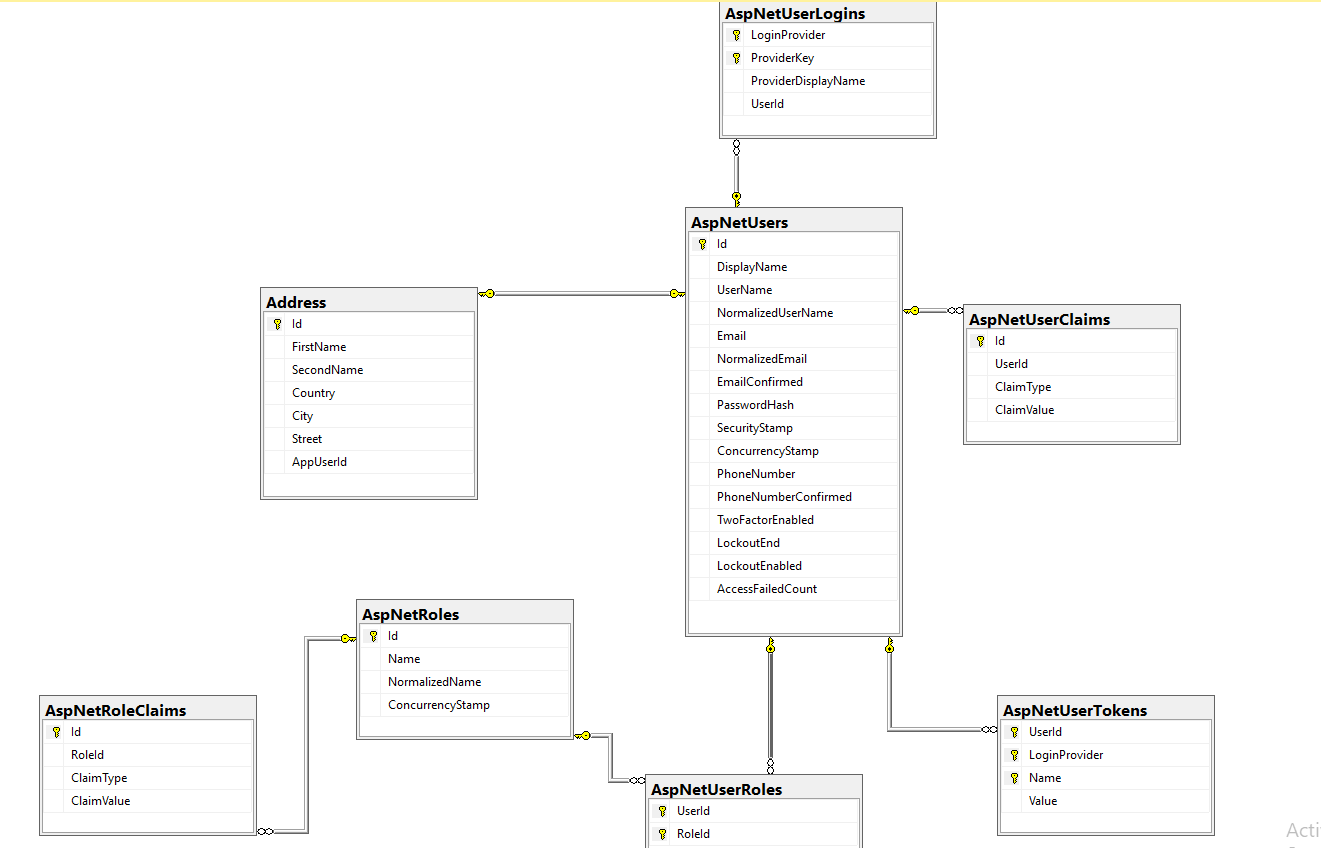 AspNetUserLogins
LoginProvider
ProviderKey
ProviderDisplayName
UserId
AspNetUsers
Id
DisplayName
UserName
NormalizedUserName
Email
NormalizedEmail
EmailConfirmed
PasswordHash
SecurityStamp
ConcurrencyStamp
PhoneNumber
PhoneNumberConfirmed
TwoFactorEnabled
LockoutEnd
LockoutEnabled
AccessFailedCount
Address
Id
FirstName
SecondName
Country
City
Street
AppUserId
AspNetUserClaims
Id
UserId
ClaimType
ClaimValue
AspNetRoles
Id
Name
NormalizedName
ConcurrencyStamp
AspNetRoleClaims
Id
RoleId
ClaimType
ClaimValue
AspNetUserRoles
UserId
RoleId
AspNetUserTokens
UserId
LoginProvider
Name
Value
Acti